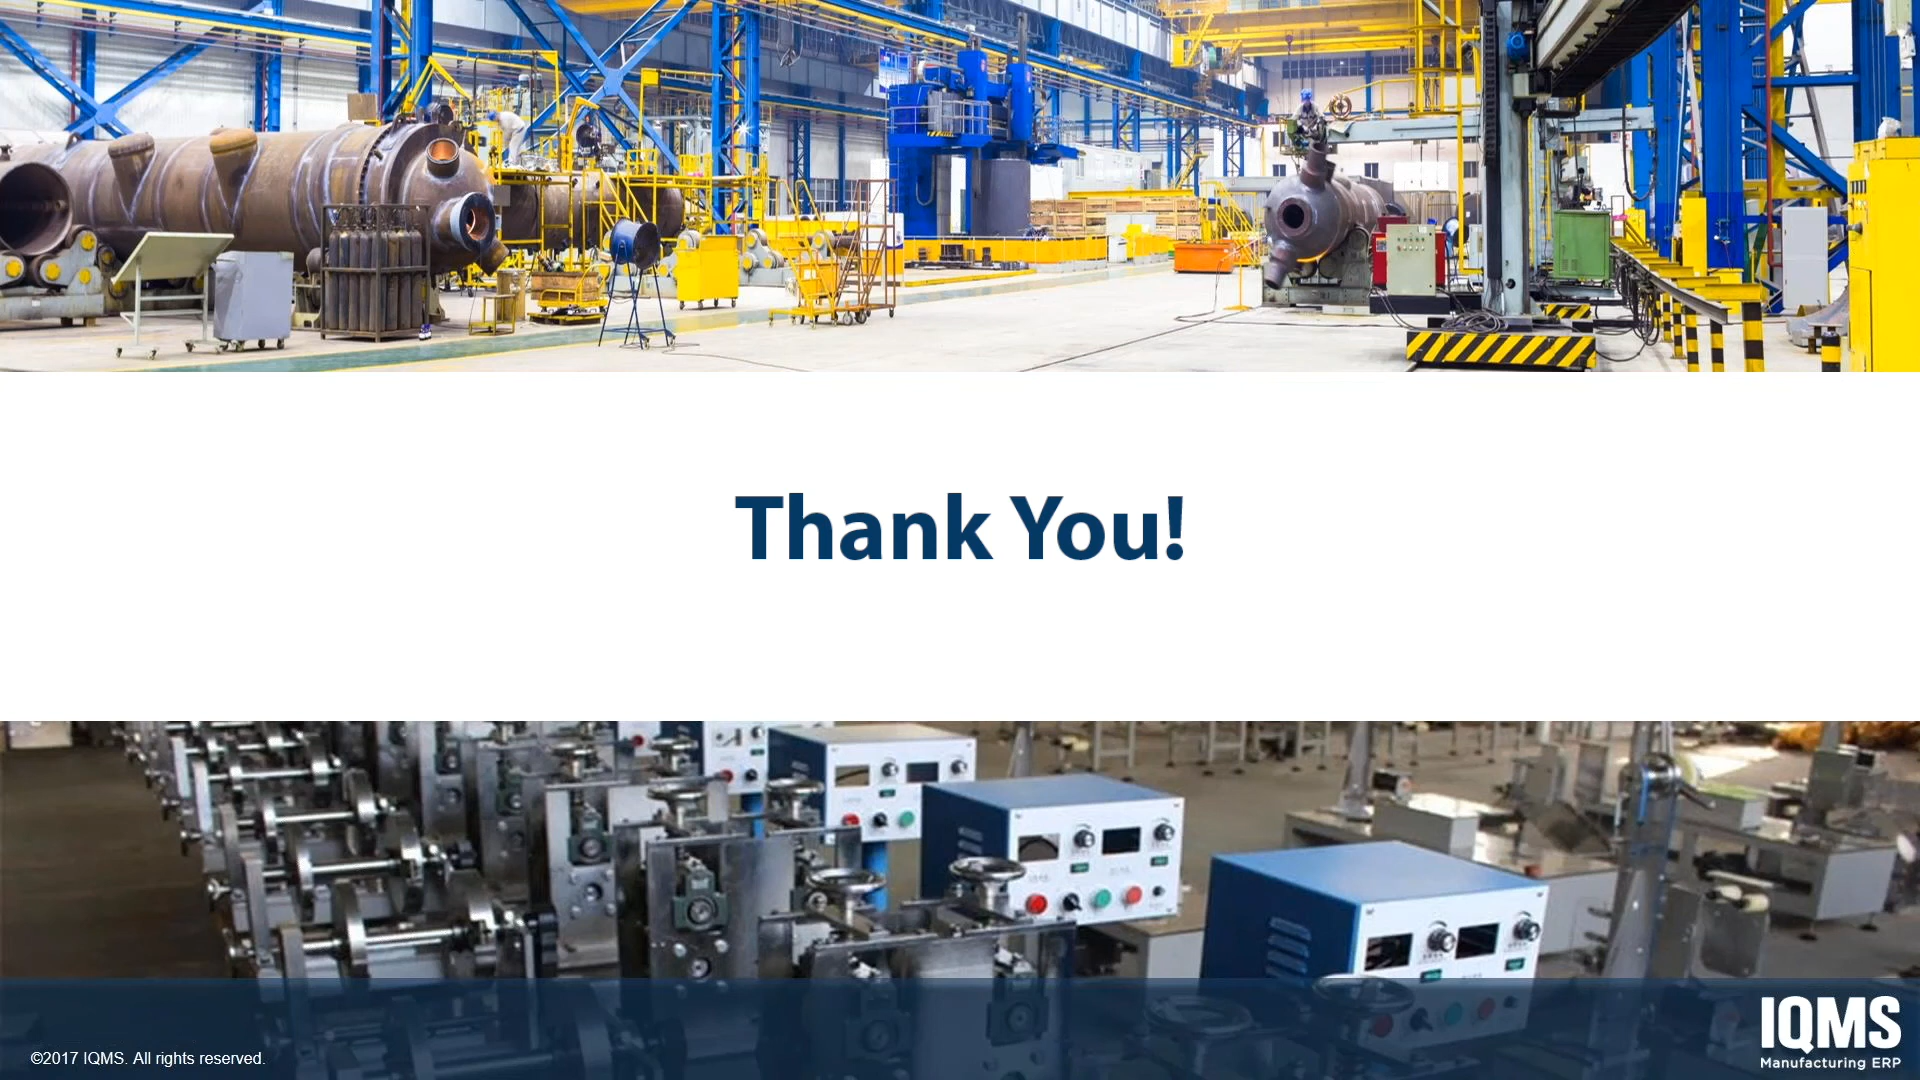 Thank You!
©2017 IQMS. All rights reserved.
IQMS
Manufacturing ERP